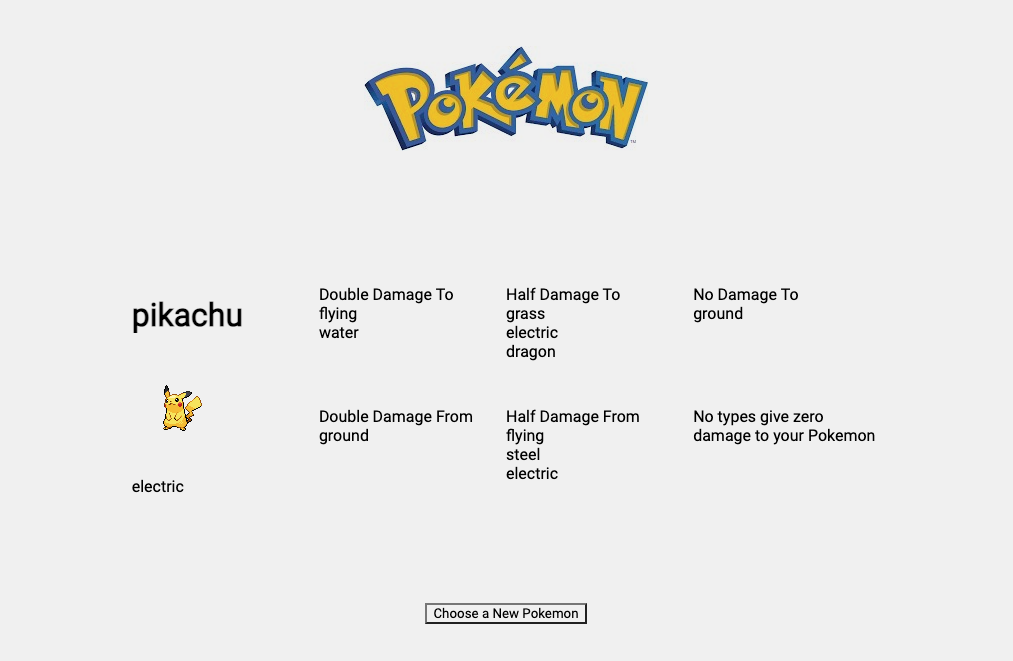 POKéMON
TM
pikachu
electric
Double Damage To
flying
water
Half Damage To
grass
electric
dragon
No Damage To
ground
Double Damage From
ground
Half Damage From
flying
steel
electric
No types give zero
damage to your Pokemon
Choose a New Pokemon